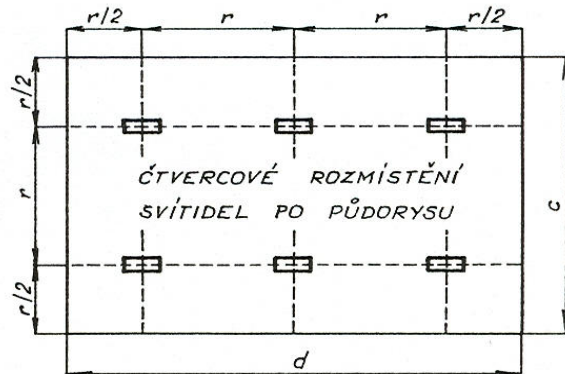 r/2 r r r/2
r/2
ČTVERCOVÉ ROZMÍSTĚNÍ
r
SVÍTIDEL PO PŮDORYSU
c
r/2
d